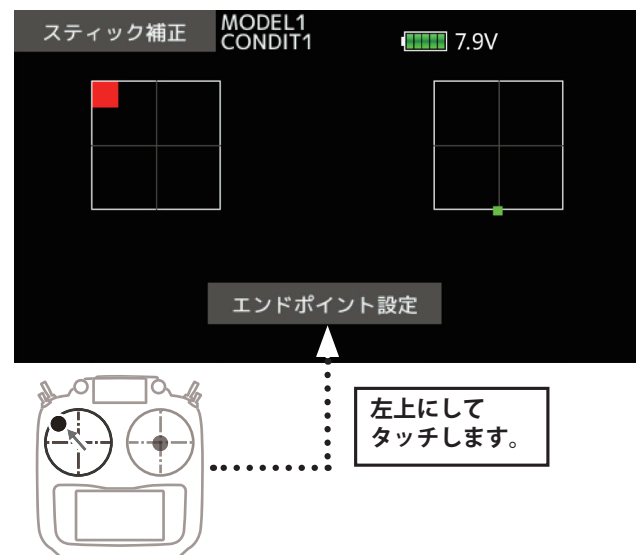 スティック補正
MODEL1
CONDIT1
7.9V
エンドポイント設定
左上にして
タッチします。